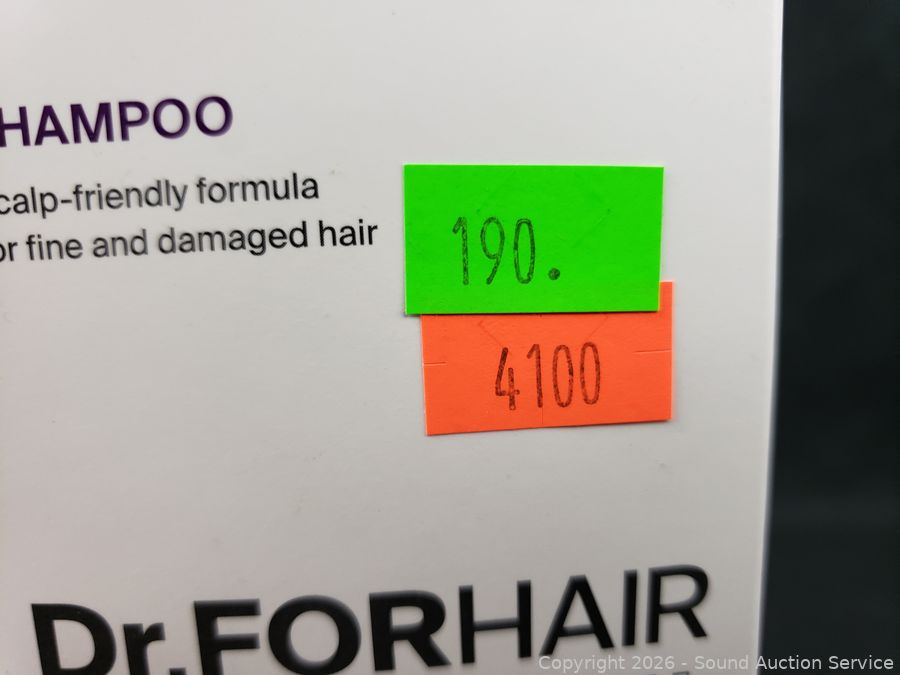 HAMPOO
calp-friendly formula
or fine and damaged hair
190.
4100
Dr.FORHAIR
Copyright 2026 - Sound Auction Service